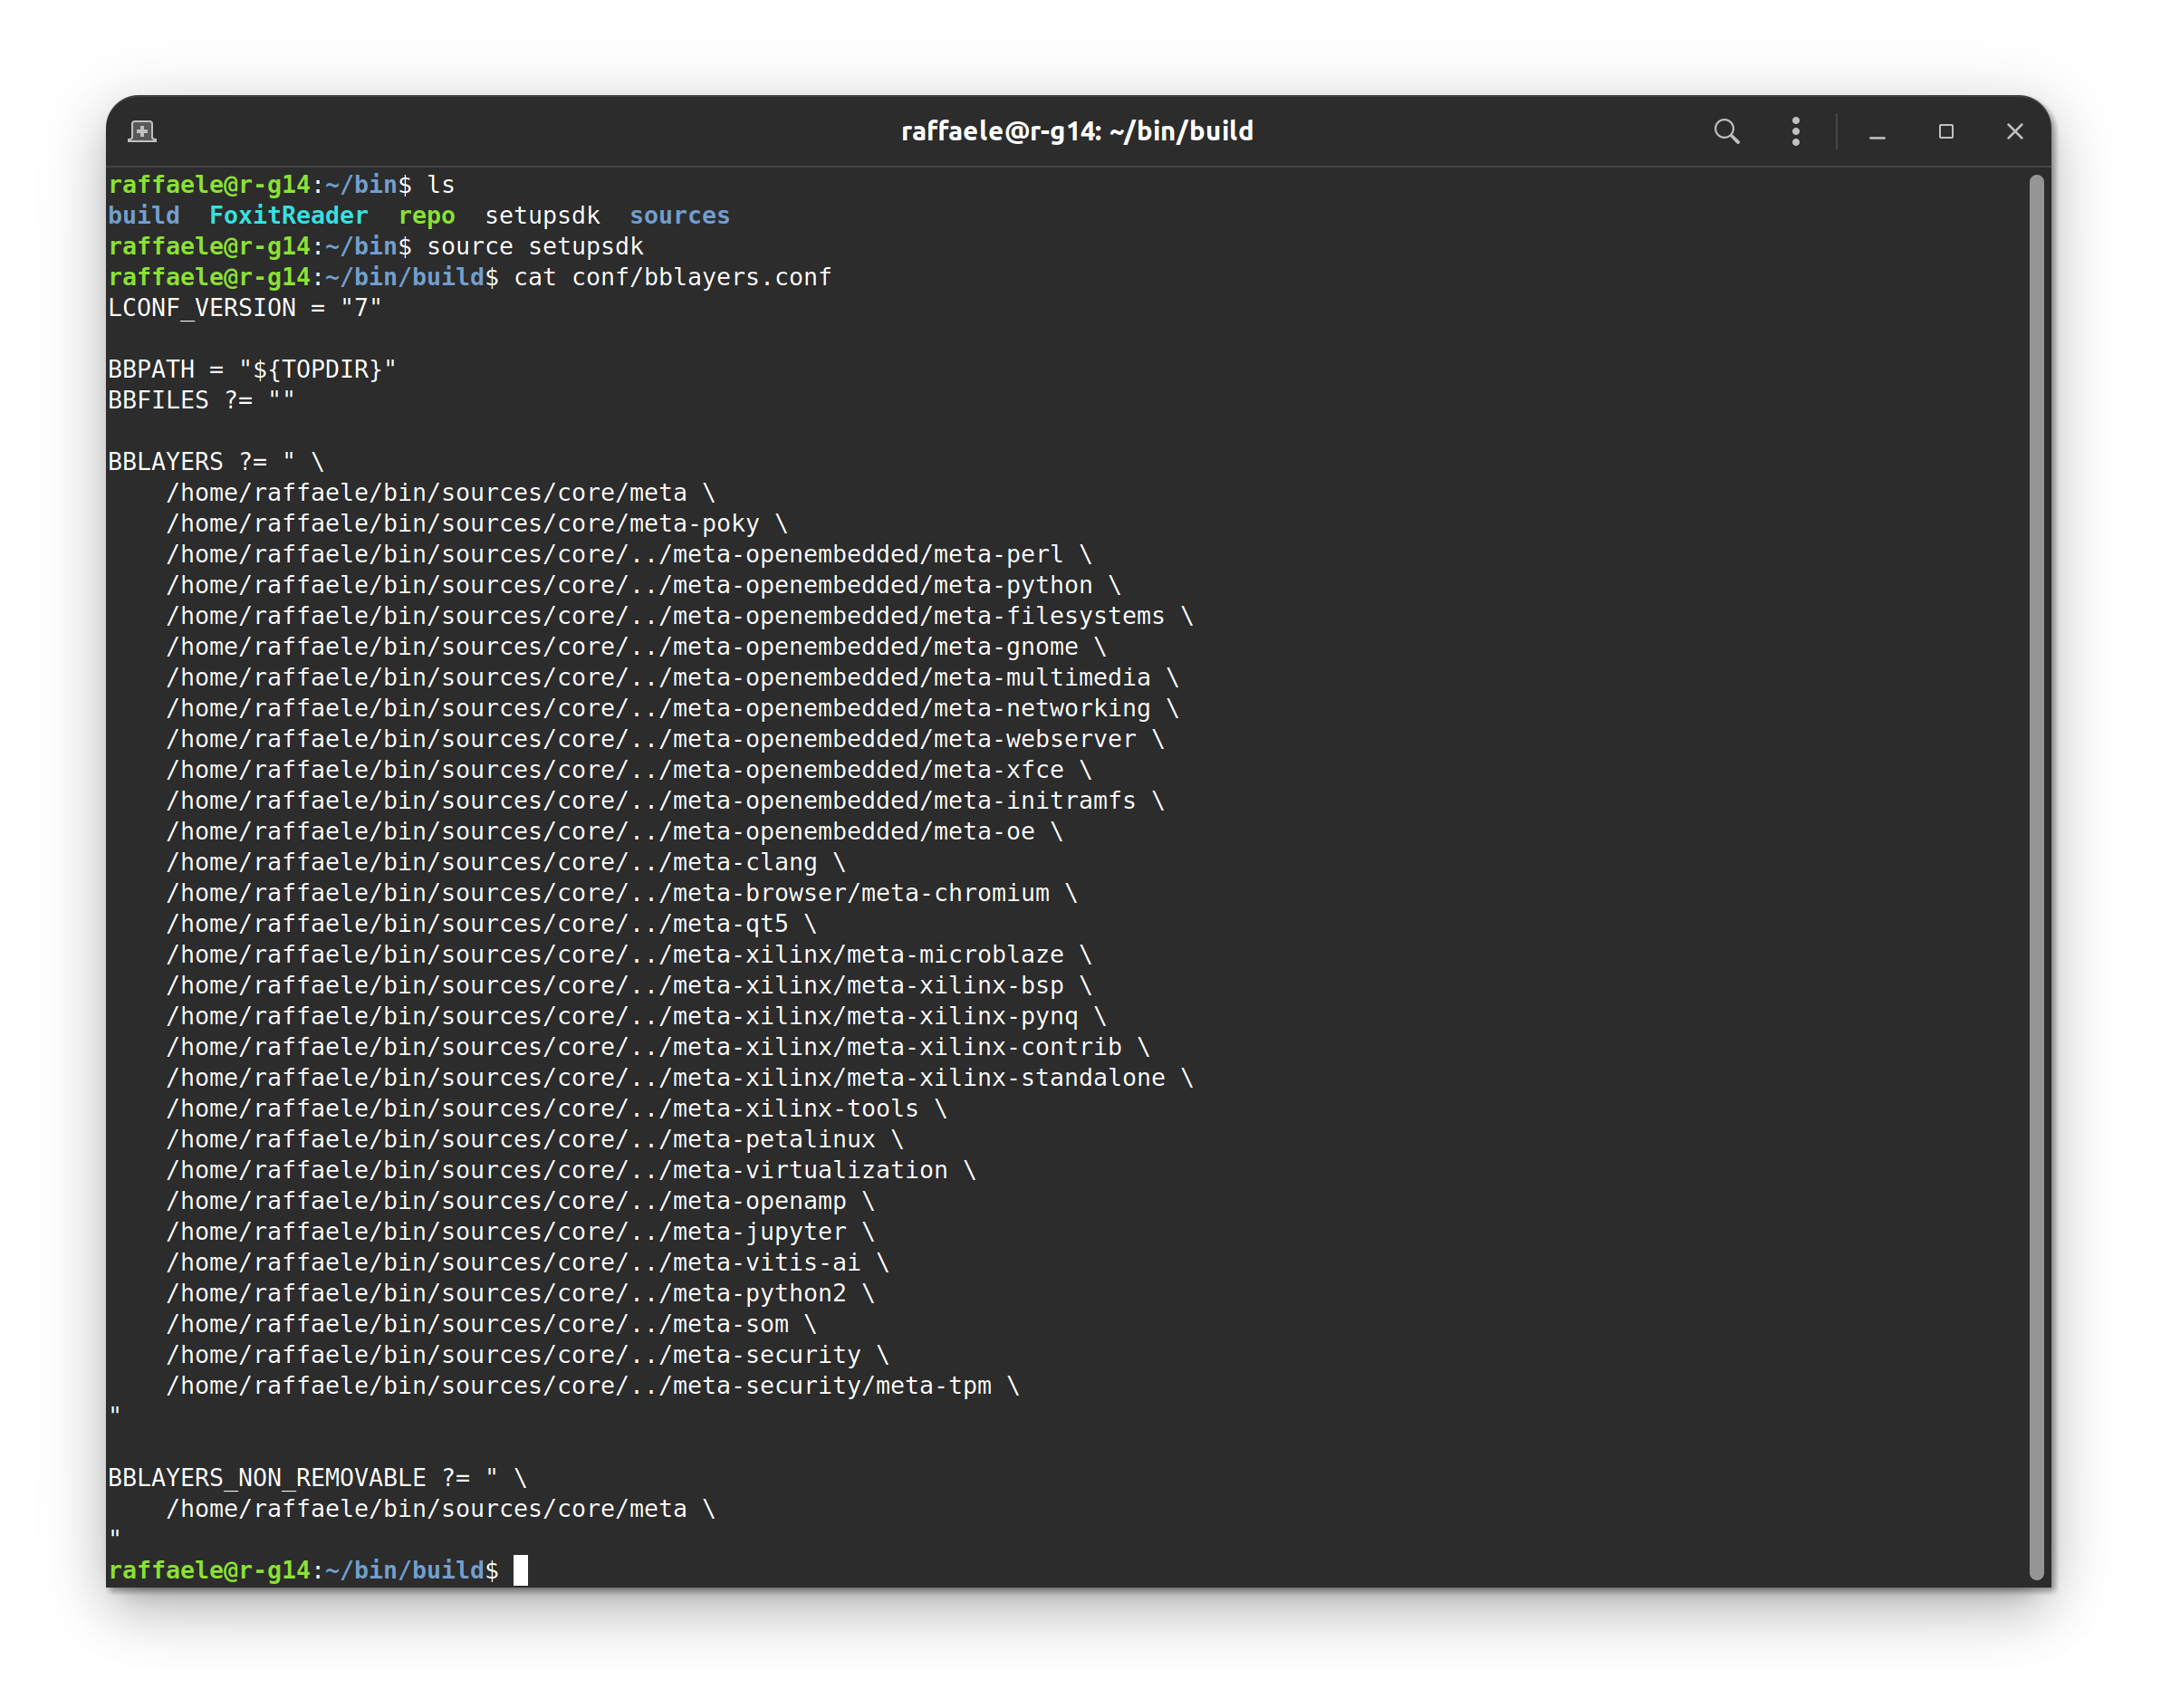 raffaele@r-g14: ~/bin/build
raffaele@r-g14:~/bin$ ls
build  FoxitReader  repo  setupsdk  sources
raffaele@r-g14:~/bin$ source setupsdk
raffaele@r-g14:~/bin/build$ cat conf/bblayers.conf
LCONF_VERSION = "7"

BBPATH = "${TOPDIR}"
BBFILES ?= ""

BBLAYERS ?= " \
    /home/raffaele/bin/sources/core/meta \
    /home/raffaele/bin/sources/core/meta-poky \
    /home/raffaele/bin/sources/core/../meta-openembedded/meta-perl \
    /home/raffaele/bin/sources/core/../meta-openembedded/meta-python \
    /home/raffaele/bin/sources/core/../meta-openembedded/meta-filesystems \
    /home/raffaele/bin/sources/core/../meta-openembedded/meta-gnome \
    /home/raffaele/bin/sources/core/../meta-openembedded/meta-multimedia \
    /home/raffaele/bin/sources/core/../meta-openembedded/meta-networking \
    /home/raffaele/bin/sources/core/../meta-openembedded/meta-webserver \
    /home/raffaele/bin/sources/core/../meta-openembedded/meta-xfce \
    /home/raffaele/bin/sources/core/../meta-openembedded/meta-initramfs \
    /home/raffaele/bin/sources/core/../meta-openembedded/meta-oe \
    /home/raffaele/bin/sources/core/../meta-clang \
    /home/raffaele/bin/sources/core/../meta-browser/meta-chromium \
    /home/raffaele/bin/sources/core/../meta-qt5 \
    /home/raffaele/bin/sources/core/../meta-xilinx/meta-microblaze \
    /home/raffaele/bin/sources/core/../meta-xilinx/meta-xilinx-bsp \
    /home/raffaele/bin/sources/core/../meta-xilinx/meta-xilinx-pynq \
    /home/raffaele/bin/sources/core/../meta-xilinx/meta-xilinx-contrib \
    /home/raffaele/bin/sources/core/../meta-xilinx/meta-xilinx-standalone \
    /home/raffaele/bin/sources/core/../meta-xilinx-tools \
    /home/raffaele/bin/sources/core/../meta-petalinux \
    /home/raffaele/bin/sources/core/../meta-virtualization \
    /home/raffaele/bin/sources/core/../meta-openamp \
    /home/raffaele/bin/sources/core/../meta-jupyter \
    /home/raffaele/bin/sources/core/../meta-vitis-ai \
    /home/raffaele/bin/sources/core/../meta-python2 \
    /home/raffaele/bin/sources/core/../meta-som \
    /home/raffaele/bin/sources/core/../meta-security \
    /home/raffaele/bin/sources/core/../meta-security/meta-tpm \
"

BBLAYERS_NON_REMOVABLE ?= " \
    /home/raffaele/bin/sources/core/meta \
"
raffaele@r-g14:~/bin/build$